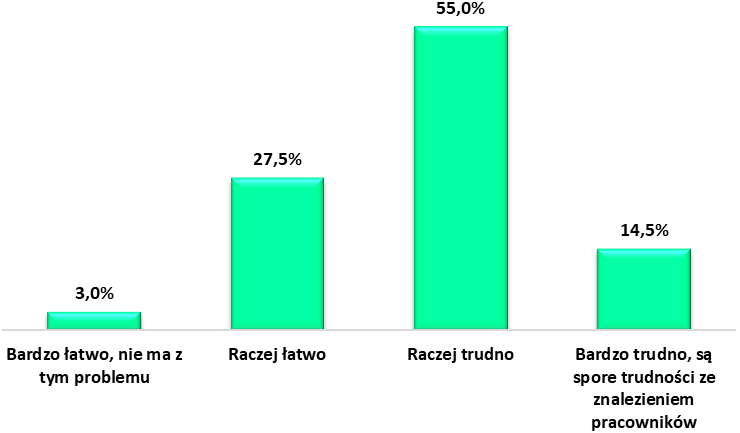 55,0%
27,5%
14,5%
3,0%
Bardzo łatwo, nie ma z
tym problemu
Raczej łatwo
Raczej trudno
Bardzo trudno, są
spore trudności ze
znalezieniem
pracowników